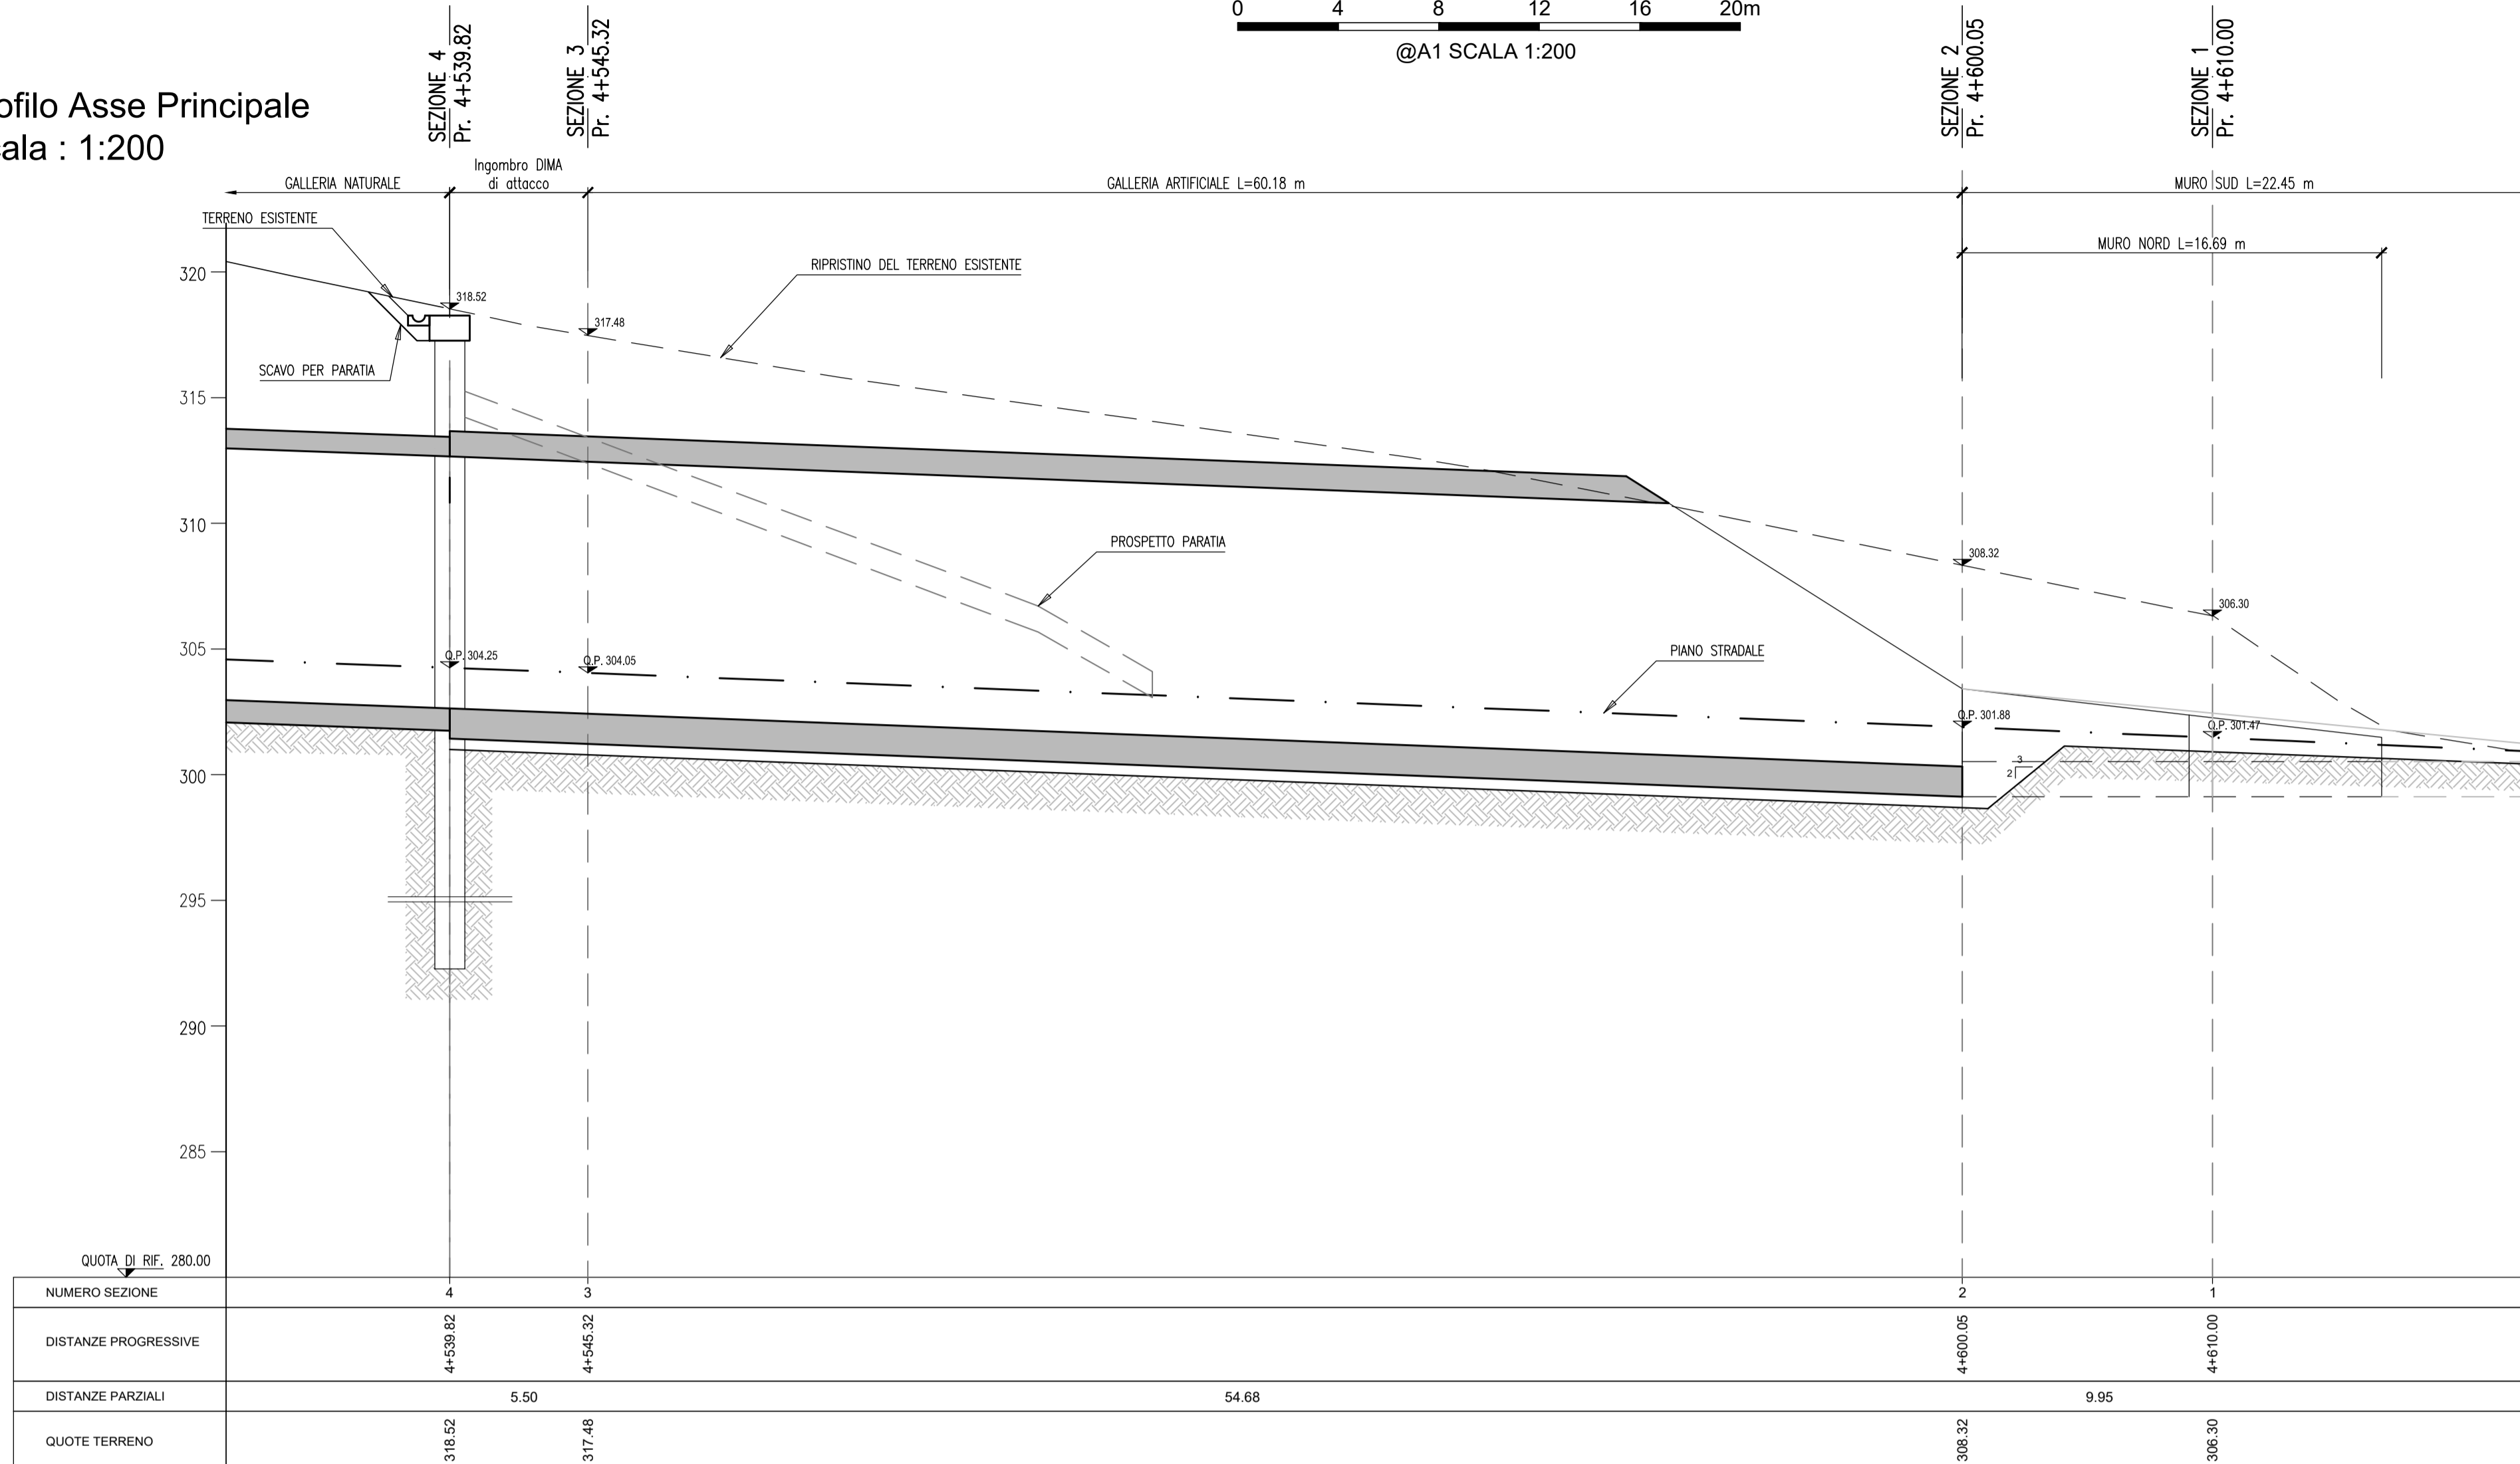 0 4 8 12 16 20m
@A1 SCALA 1:200
ofilo Asse Principale
cala : 1:200
SEZIONE 4
Pr. 4+539.82
SEZIONE 3
Pr. 4+545.32
SEZIONE 2
Pr. 4+600.05
SEZIONE 1
Pr. 4+610.00
GALLERIA NATURALE
Ingombro DIMA
di attacco
GALLERIA ARTIFICIALE L=60.18 m
MURO SUD L=22.45 m
MURO NORD L=16.69 m
TERRENO ESISTENTE
RIPRISTINO DEL TERRENO ESISTENTE
320
318.52
317.48
SCAVO PER PARATIA
315
310
PROSPETTO PARATIA
308.32
306.30
305
Q.P. 304.25
Q.P. 304.05
PIANO STRADALE
Q.P. 301.88
Q.P. 301.47
3
2
300
295
290
285
QUOTA DI RIF. 280.00
NUMERO SEZIONE 4 3 2 1
DISTANZE PROGRESSIVE 4+539.82 4+545.32 4+600.05 4+610.00
DISTANZE PARZIALI 5.50 54.68 9.95
QUOTE TERRENO 318.52 317.48 308.32 306.30